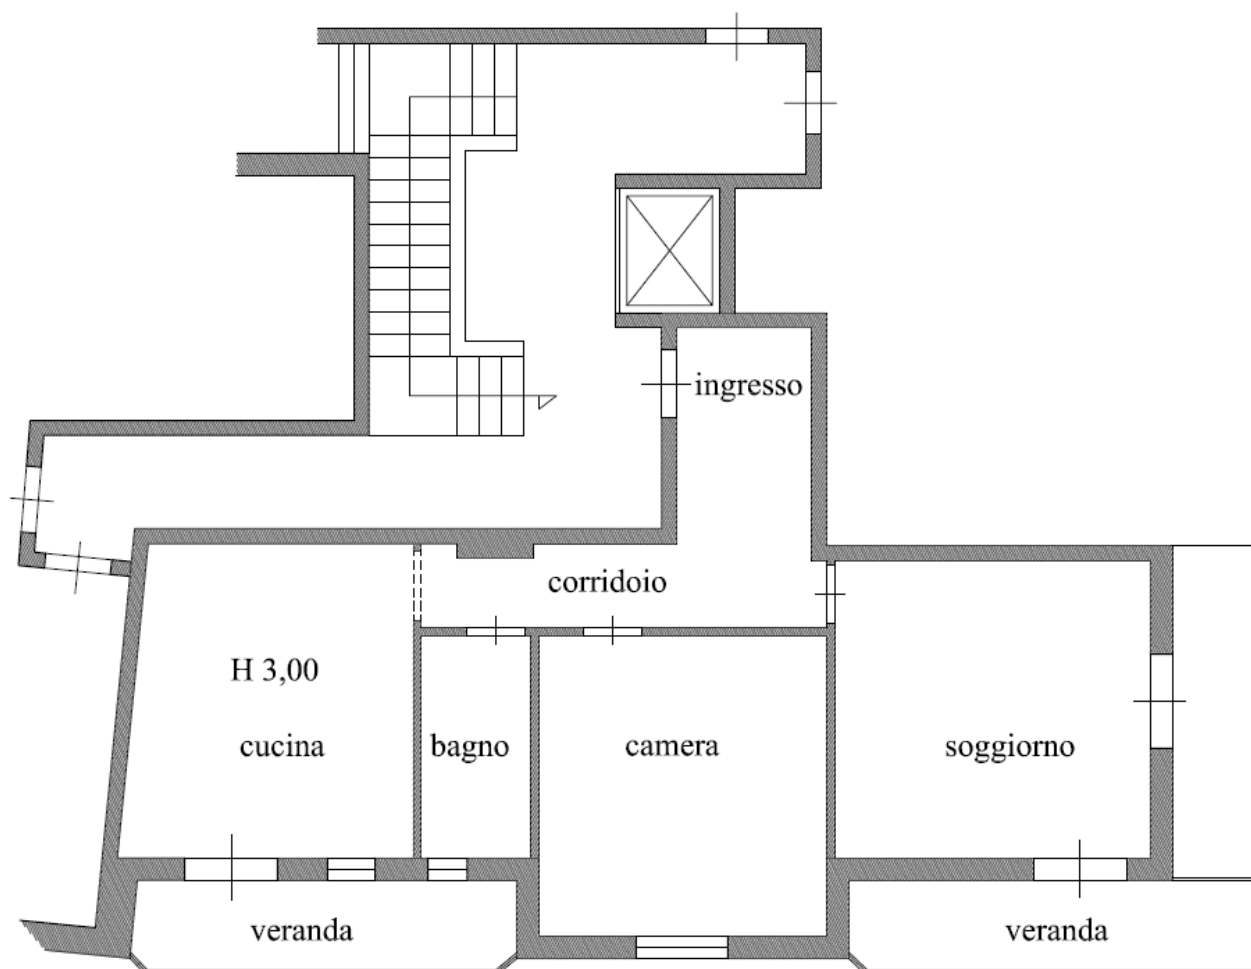 ingresso
corridoio
H 3,00
cucina
bagno
camera
soggiorno
veranda
veranda